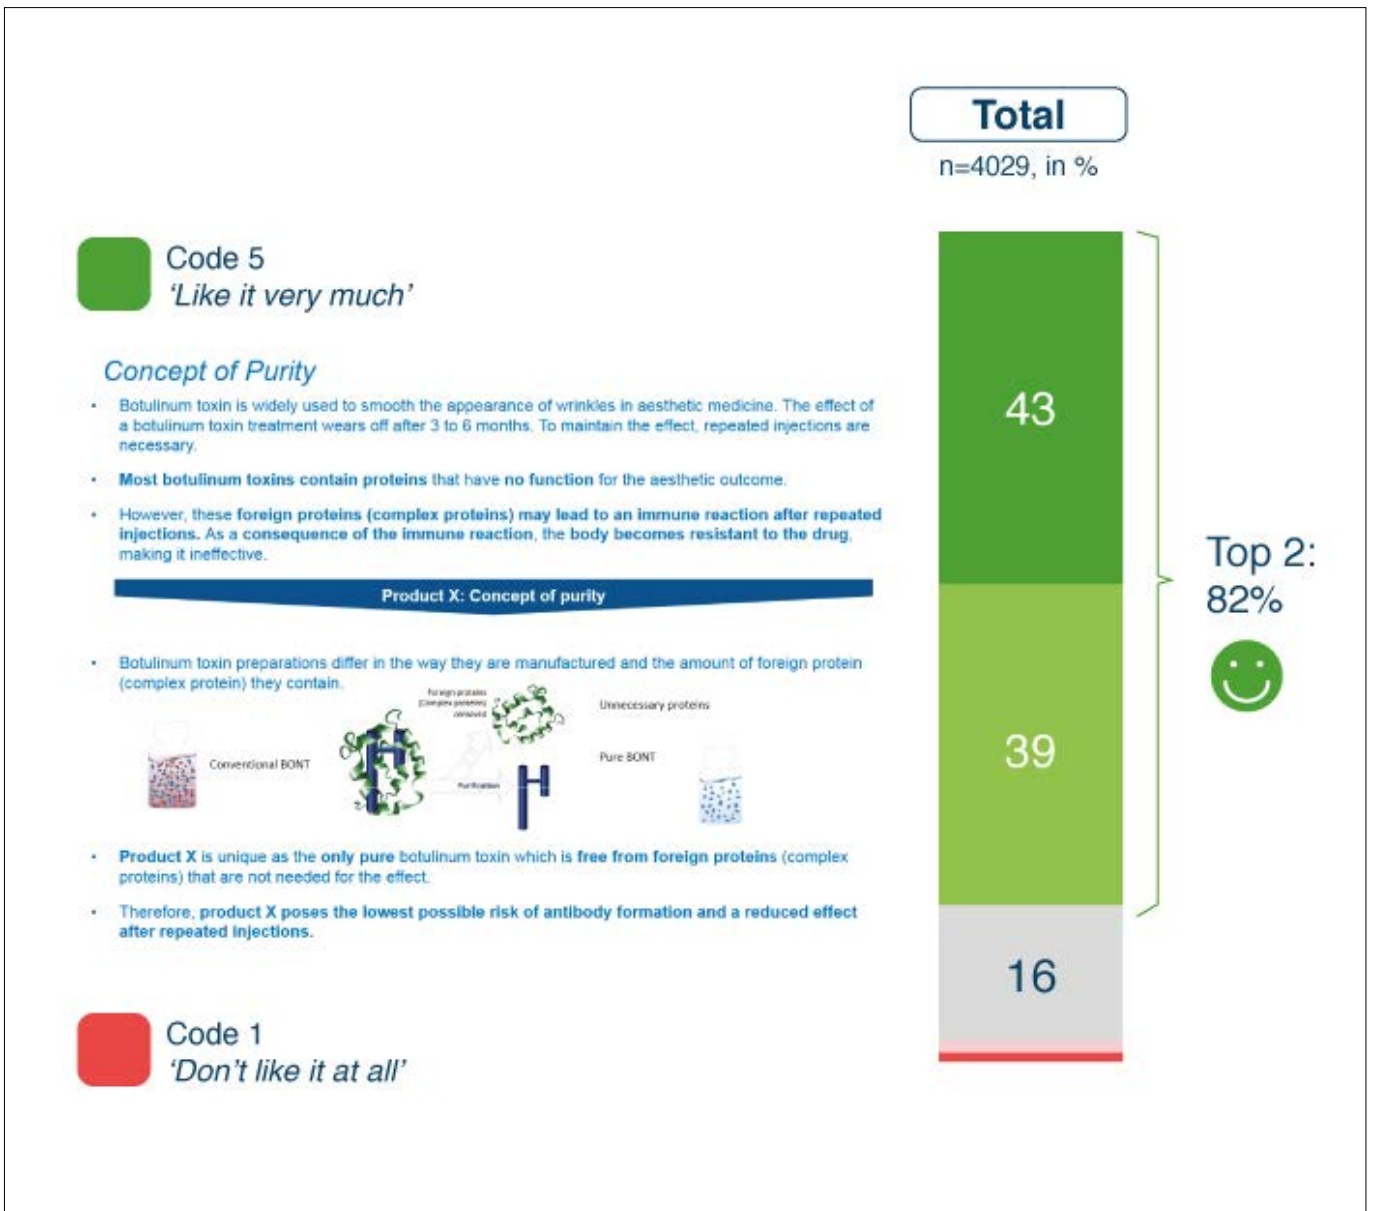 Total
n=4029, in %
Code 5
‘Like it very much’
Concept of Purity
• Botulinum toxin is widely used to smooth the appearance of wrinkles in aesthetic medicine. The effect of
a botulinum toxin treatment wears off after 3 to 6 months. To maintain the effect, repeated injections are
necessary.
• Most botulinum toxins contain proteins that have no function for the aesthetic outcome.
• However, these foreign proteins (complex proteins) may lead to an immune reaction after repeated
injections. As a consequence of the immune reaction, the body becomes resistant to the drug,
making it ineffective.
Product X: Concept of purity
• Botulinum toxin preparations differ in the way they are manufactured and the amount of foreign protein
(complex protein) they contain.
Foreign proteins
(Complex proteins)
removed
Unnecessary proteins
Conventional BONT
Pure BONT
Purification
• Product X is unique as the only pure botulinum toxin which is free from foreign proteins (complex
proteins) that are not needed for the effect.
• Therefore, product X poses the lowest possible risk of antibody formation and a reduced effect
after repeated injections.
Code 1
‘Don’t like it at all’
43
39
16
Top 2:
82%